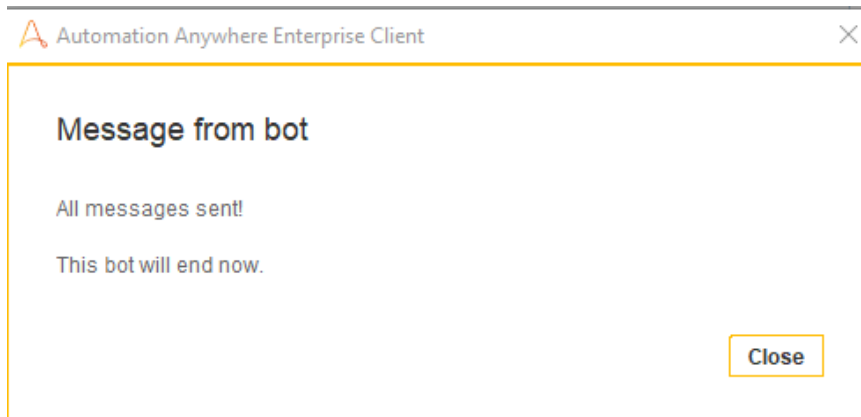 Automation Anywhere Enterprise Client
Message from bot
All messages sent!
This bot will end now.
Close